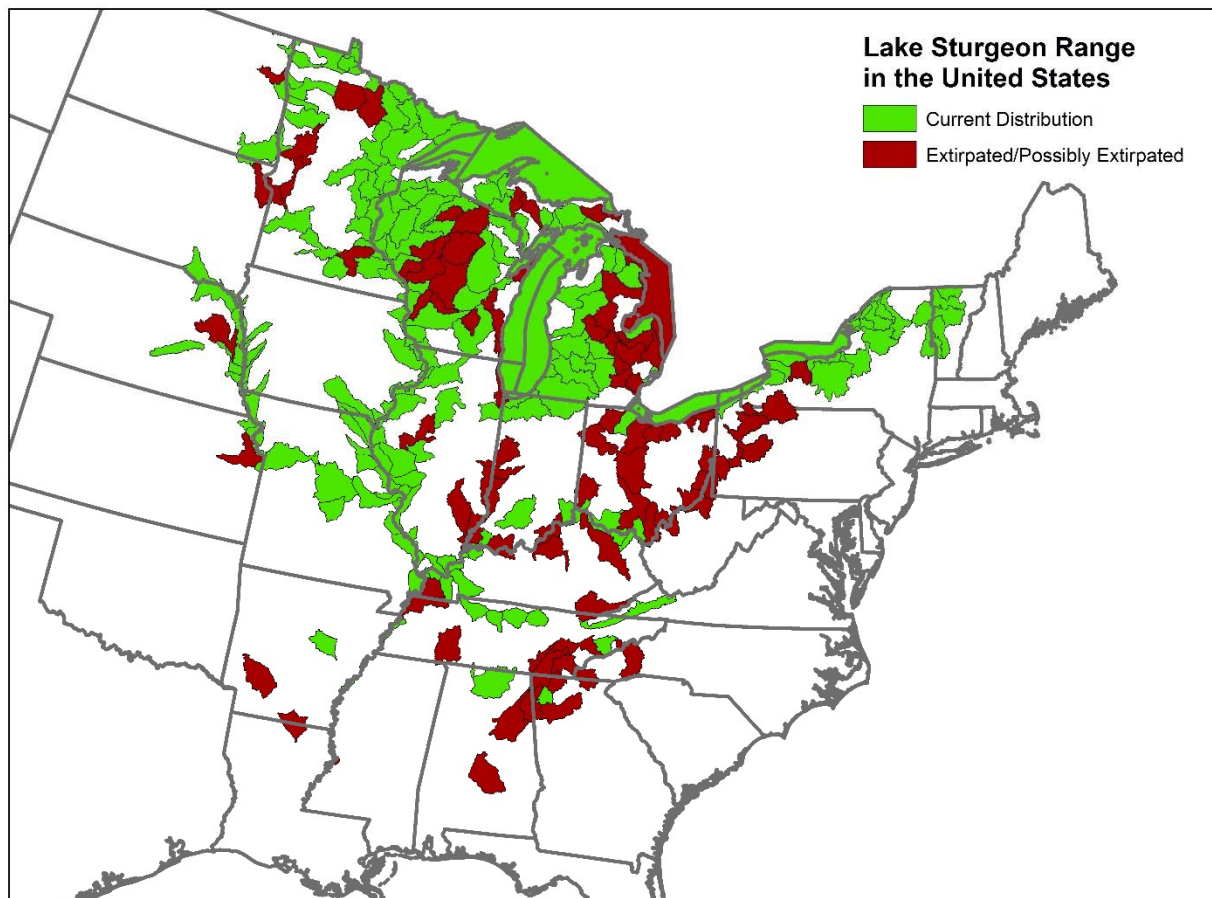 Lake Sturgeon Range
in the United States
Current Distribution
Extirpated/Possibly Extirpated